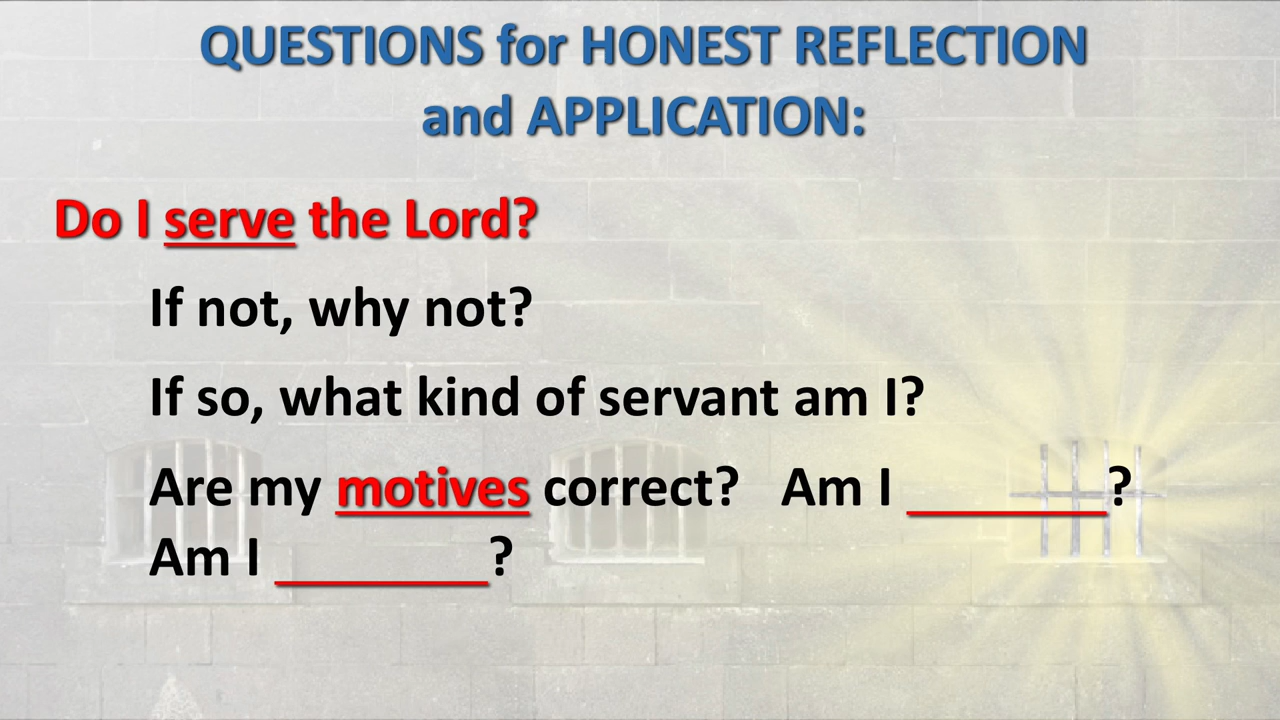 QUESTIONS for HONEST REFLECTION
and APPLICATION:
Do I serve the Lord?
If not, why not?
If so, what kind of servant am I?
Are my motives correct? Am I ________?
Am I ________?